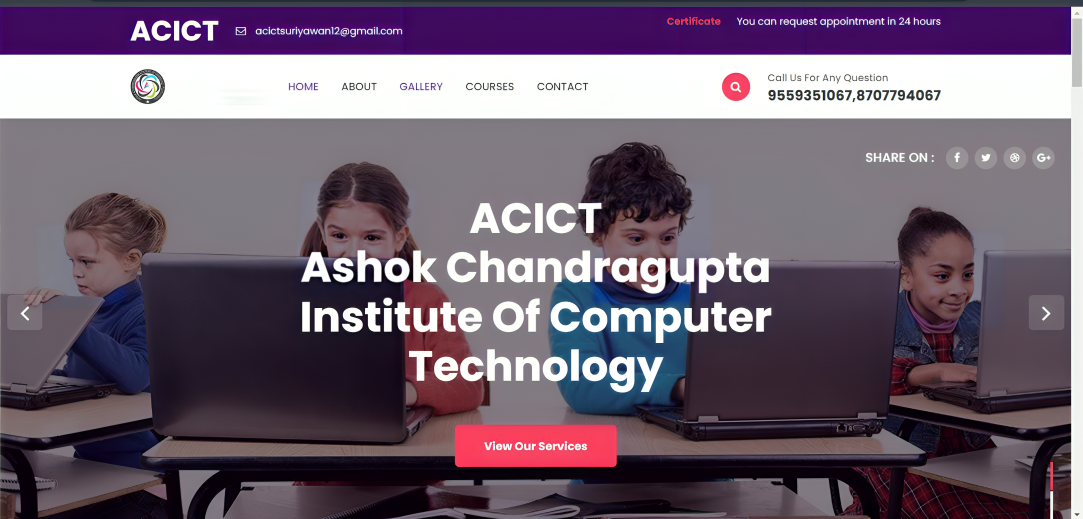 ACICT
acictsuriyawan12@gmail.com
Certificate You can request appointment in 24 hours
HOME ABOUT GALLERY COURSES CONTACT
Call Us For Any Question
9559351067,8707794067
SHARE ON :
ACICT
Ashok Chandragupta
Institute Of Computer
Technology
View Our Services